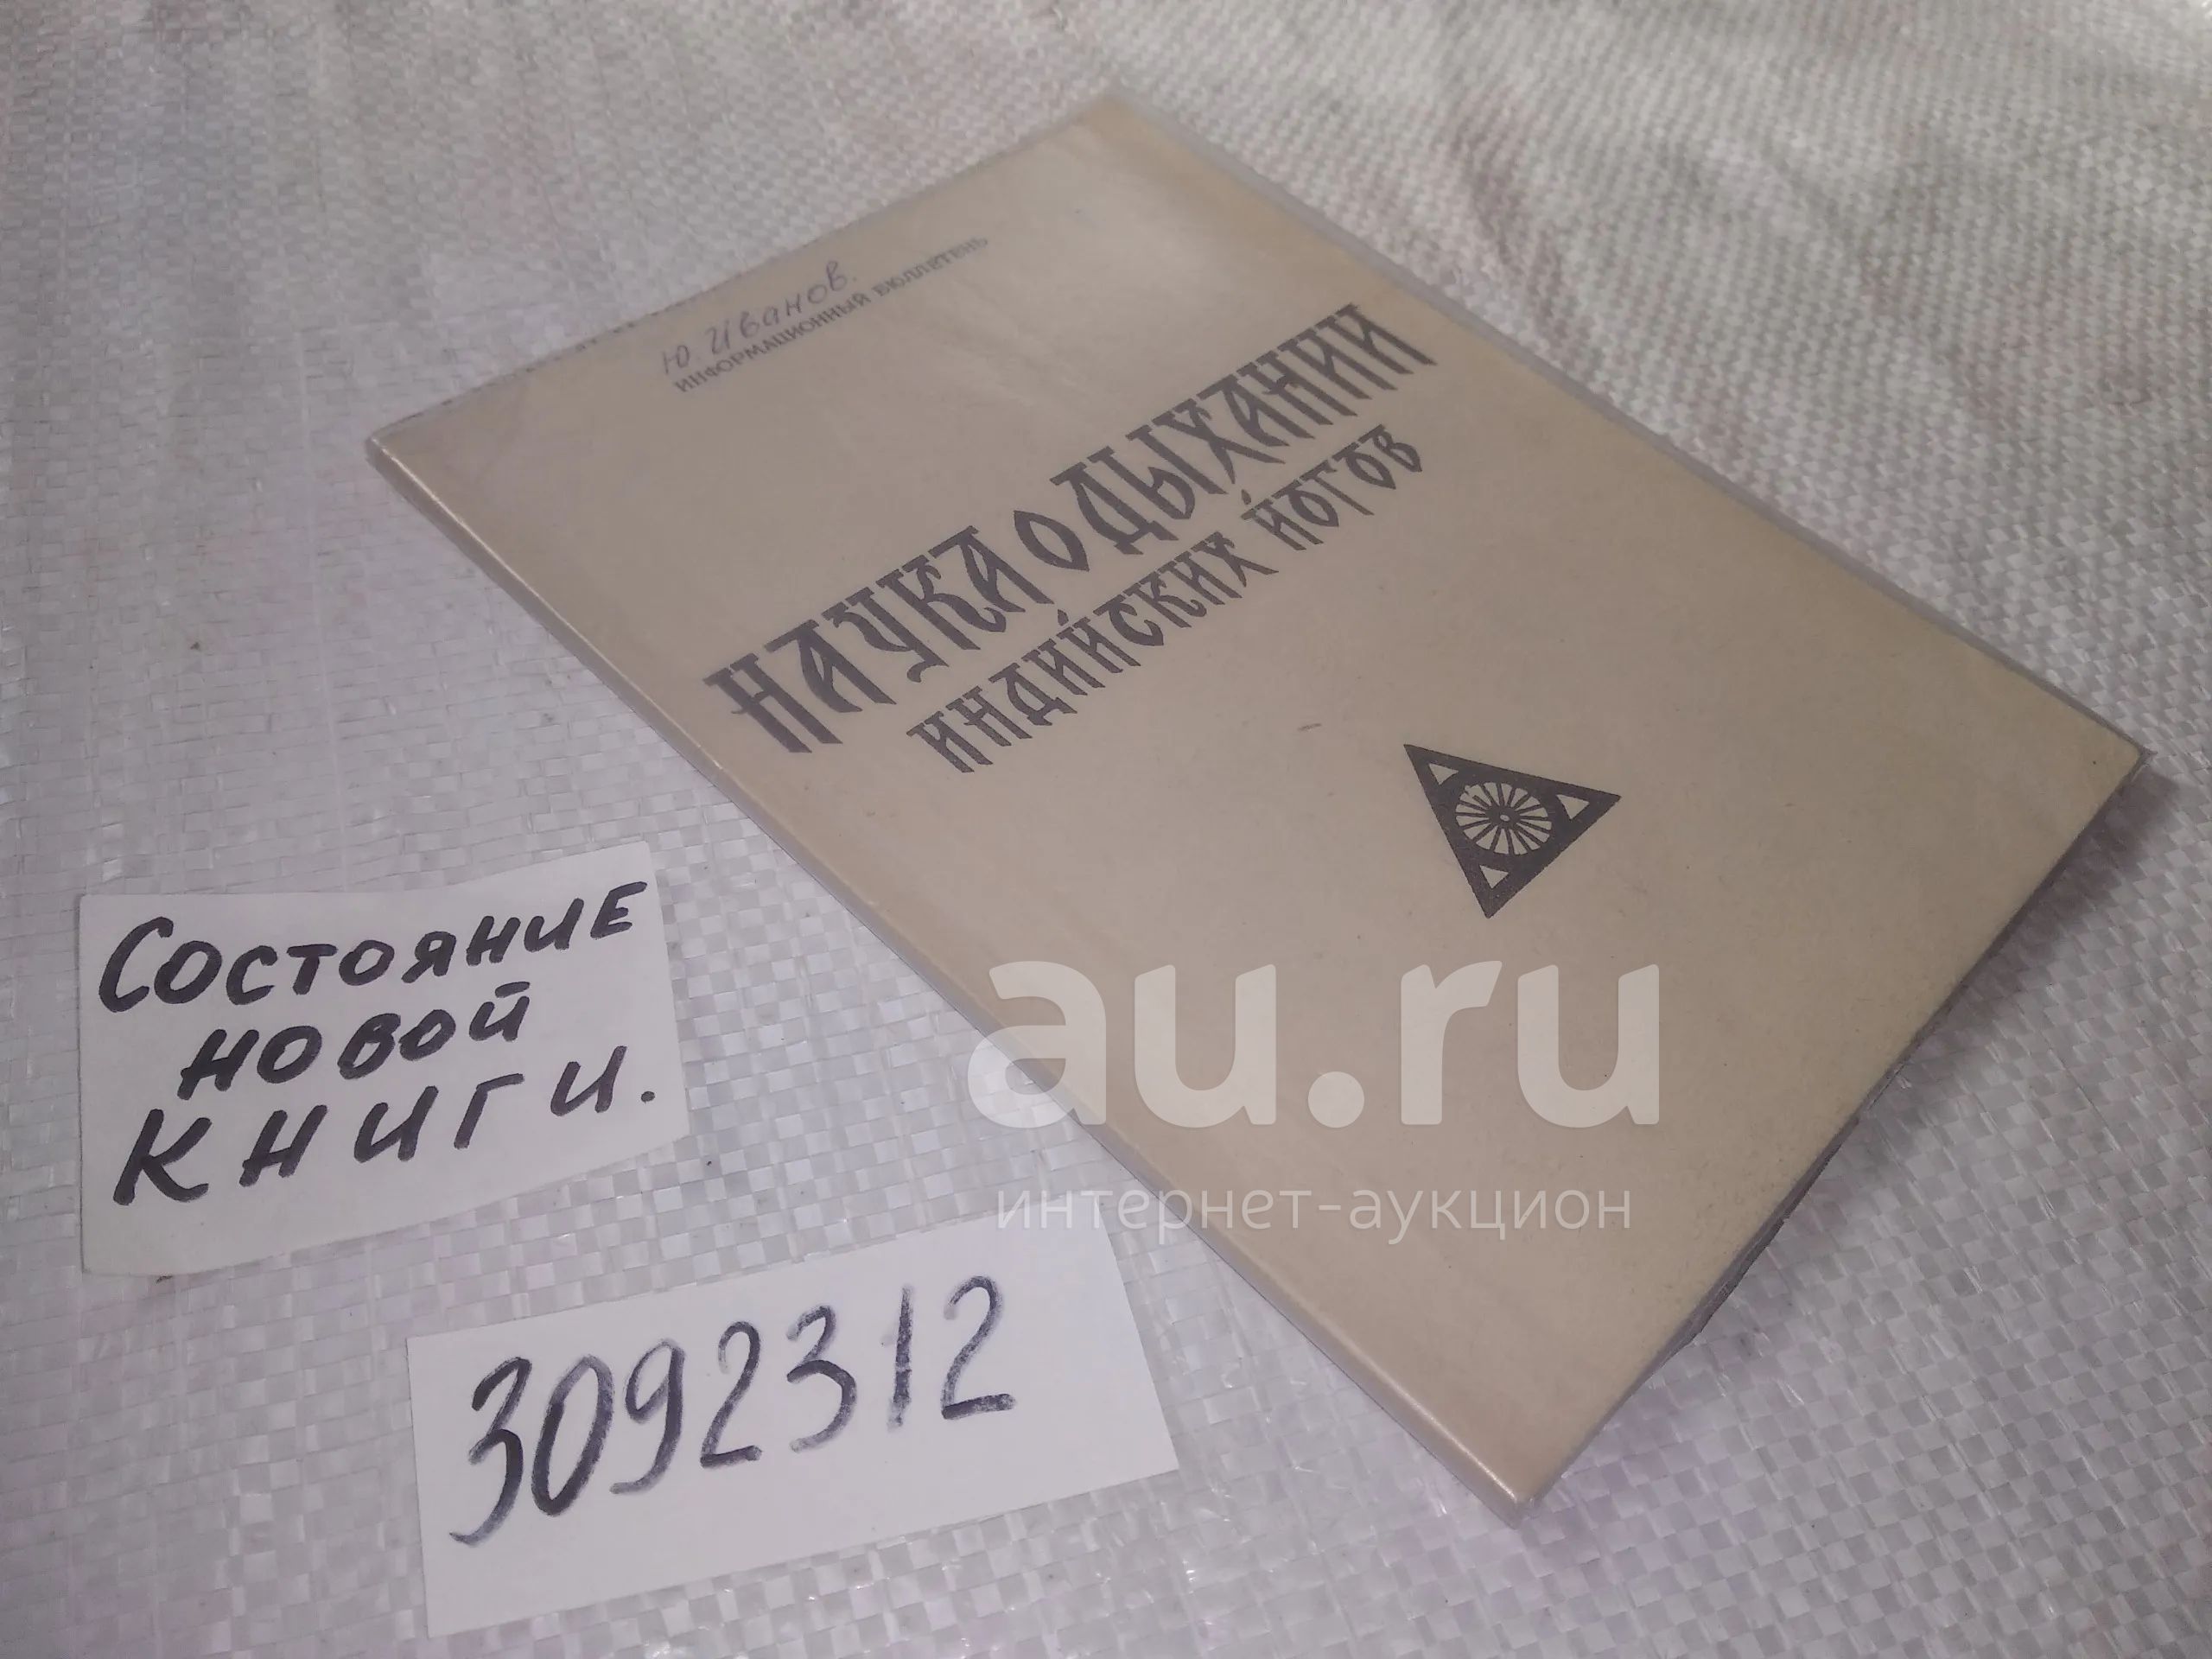 Ю. Иванов.
ИНФОРМАЦИОННЫЙ БЮЛЛЕТЕНЬ
НАУКА О ДЫХАНИИ
ИНДИЙСКИХ ЙОГОВ
au.ru
интернет-аукцион
СОСТОЯНИЕ
НОВОЙ
КНИГИ.
3092312